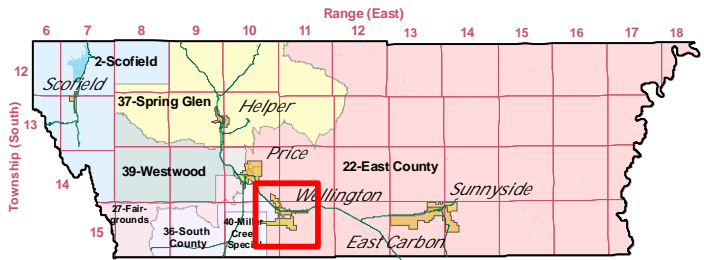 Range (East)
6 7 8 9 10 11 12 13 14 15 16 17 18
Township (South)
12
13
14
15
2-Scofield
Scofield
37-Spring Glen
Helper
Price
39-Westwood
22-East County
Wellington
Sunnyside
27-Fair-
grounds
36-South
County
40-Miller
Creek
Special
East Carbon